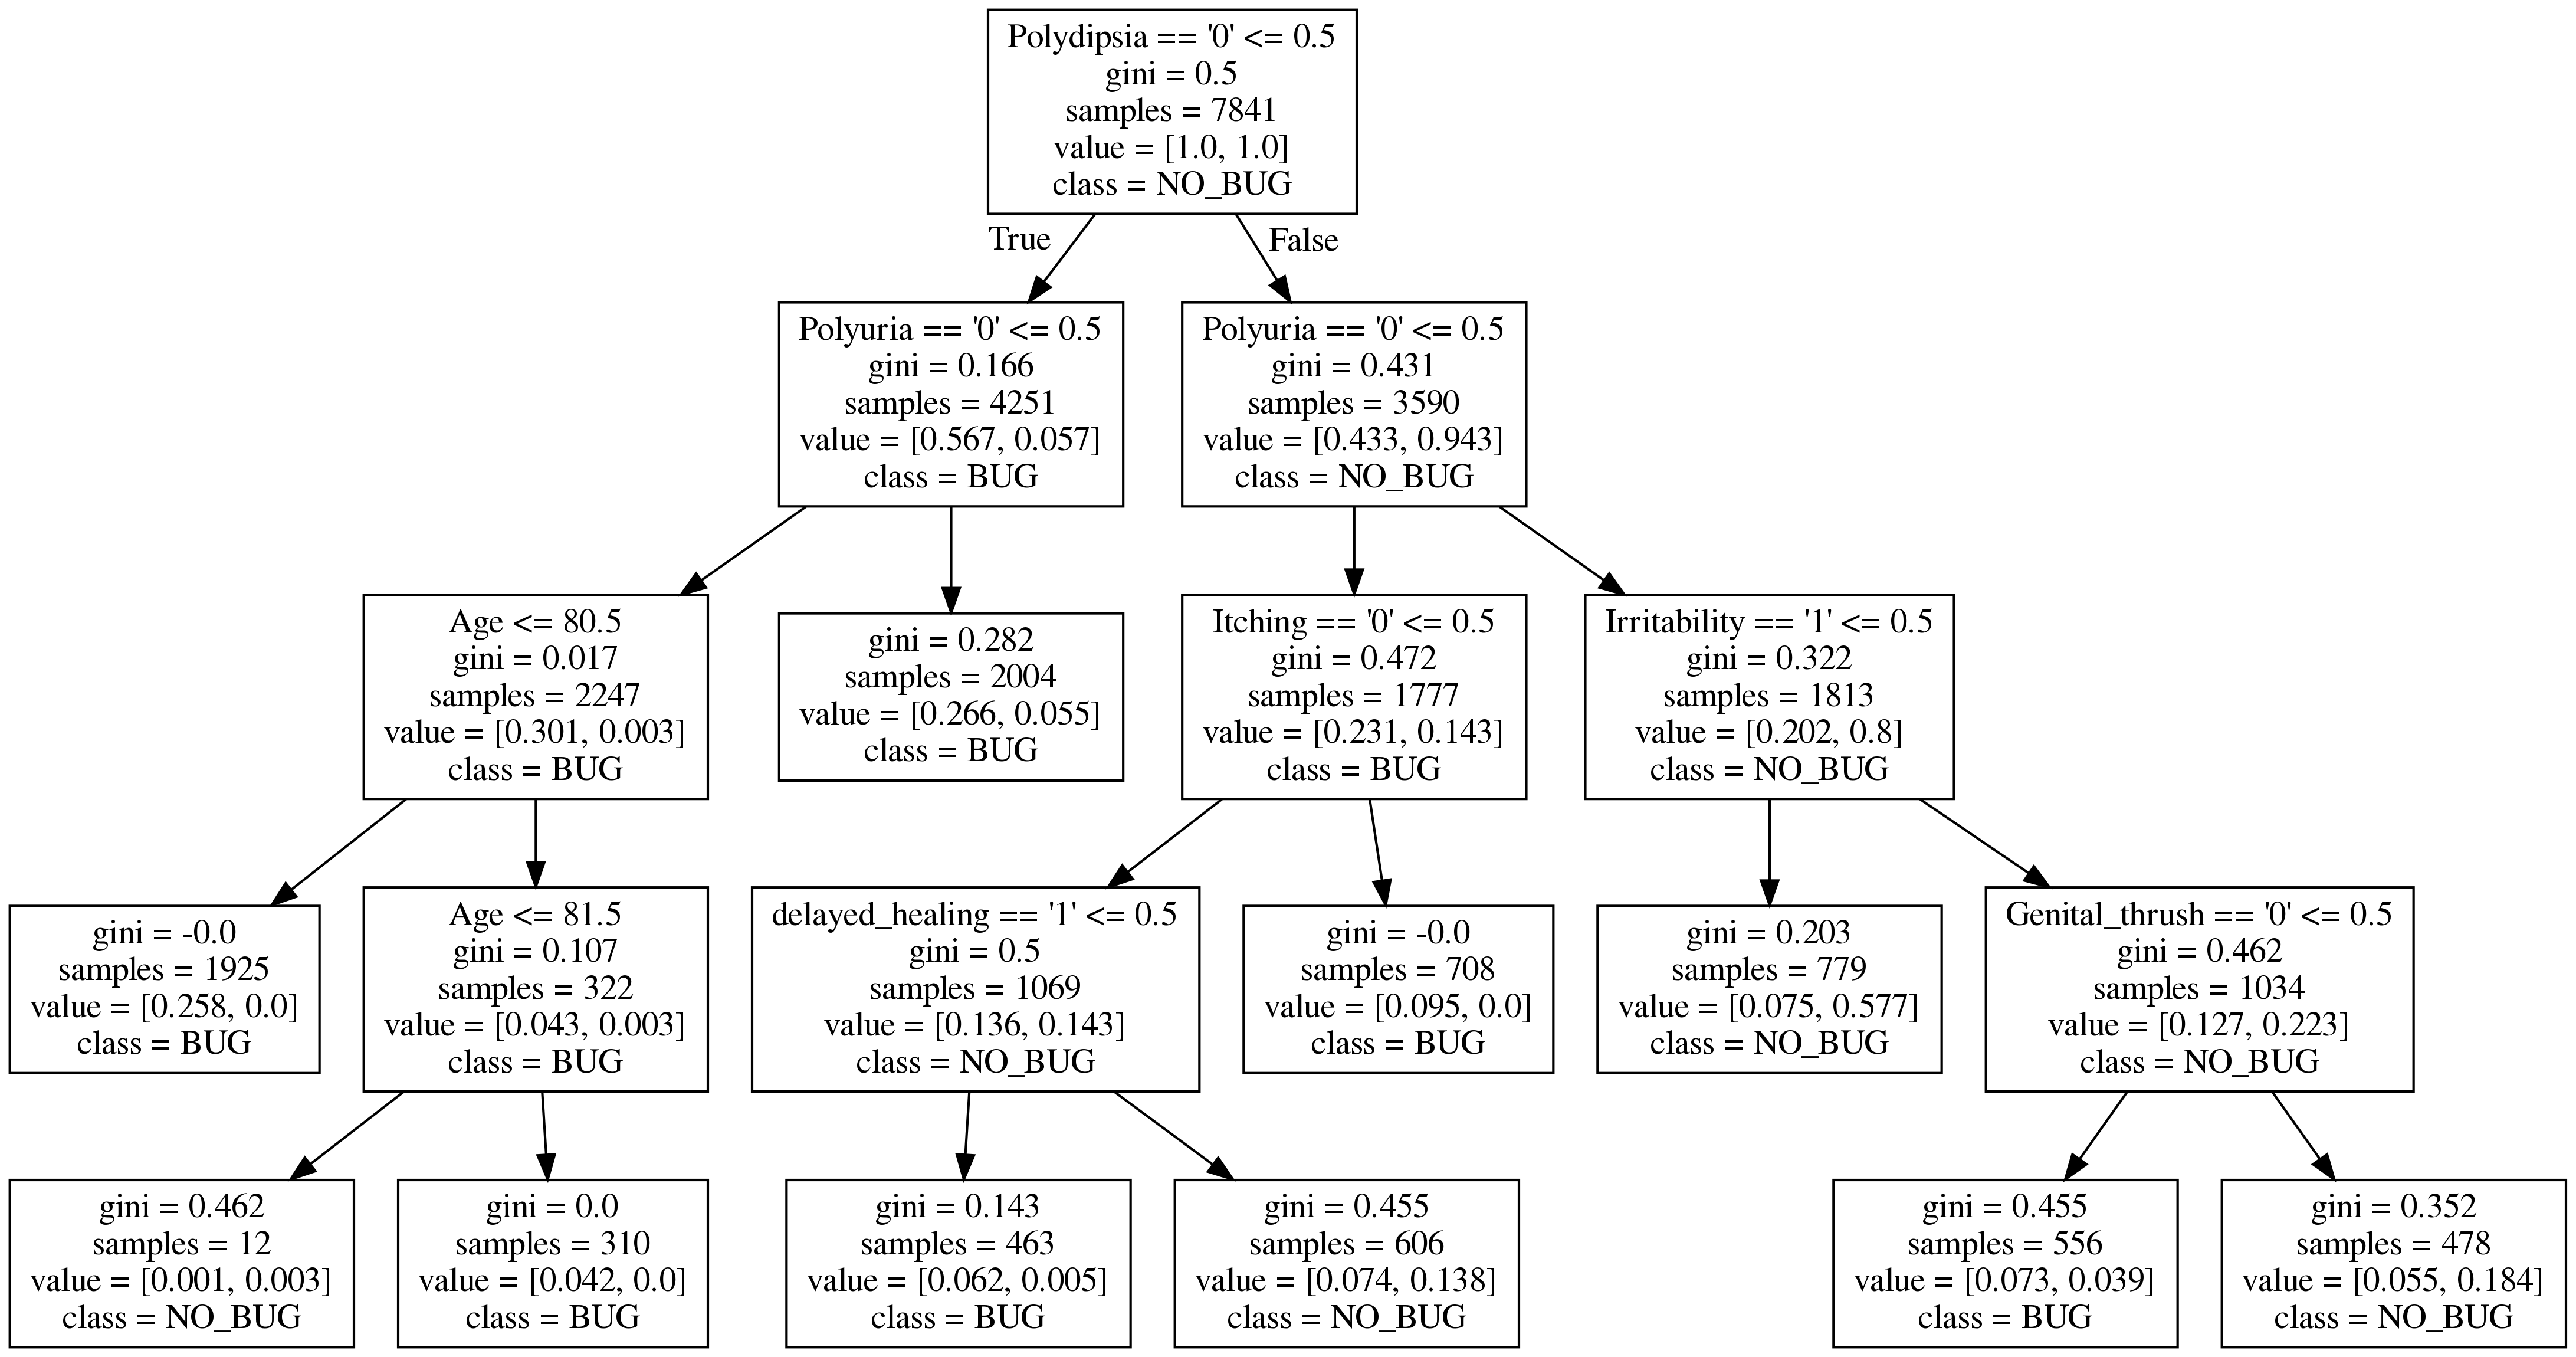 Polydipsia == '0' <= 0.5
gini = 0.5
samples = 7841
value = [1.0, 1.0]
class = NO_BUG
True
False
Polyuria == '0' <= 0.5
gini = 0.166
samples = 4251
value = [0.567, 0.057]
class = BUG
Polyuria == '0' <= 0.5
gini = 0.431
samples = 3590
value = [0.433, 0.943]
class = NO_BUG
Age <= 80.5
gini = 0.017
samples = 2247
value = [0.301, 0.003]
class = BUG
gini = 0.282
samples = 2004
value = [0.266, 0.055]
class = BUG
Itching == '0' <= 0.5
gini = 0.472
samples = 1777
value = [0.231, 0.143]
class = BUG
Irritability == '1' <= 0.5
gini = 0.322
samples = 1813
value = [0.202, 0.8]
class = NO_BUG
gini = -0.0
samples = 1925
value = [0.258, 0.0]
class = BUG
Age <= 81.5
gini = 0.107
samples = 322
value = [0.043, 0.003]
class = BUG
delayed_healing == '1' <= 0.5
gini = 0.5
samples = 1069
value = [0.136, 0.143]
class = NO_BUG
gini = -0.0
samples = 708
value = [0.095, 0.0]
class = BUG
gini = 0.203
samples = 779
value = [0.075, 0.577]
class = NO_BUG
Genital_thrush == '0' <= 0.5
gini = 0.462
samples = 1034
value = [0.127, 0.223]
class = NO_BUG
gini = 0.462
samples = 12
value = [0.001, 0.003]
class = NO_BUG
gini = 0.0
samples = 310
value = [0.042, 0.0]
class = BUG
gini = 0.143
samples = 463
value = [0.062, 0.005]
class = BUG
gini = 0.455
samples = 606
value = [0.074, 0.138]
class = NO_BUG
gini = 0.455
samples = 556
value = [0.073, 0.039]
class = BUG
gini = 0.352
samples = 478
value = [0.055, 0.184]
class = NO_BUG